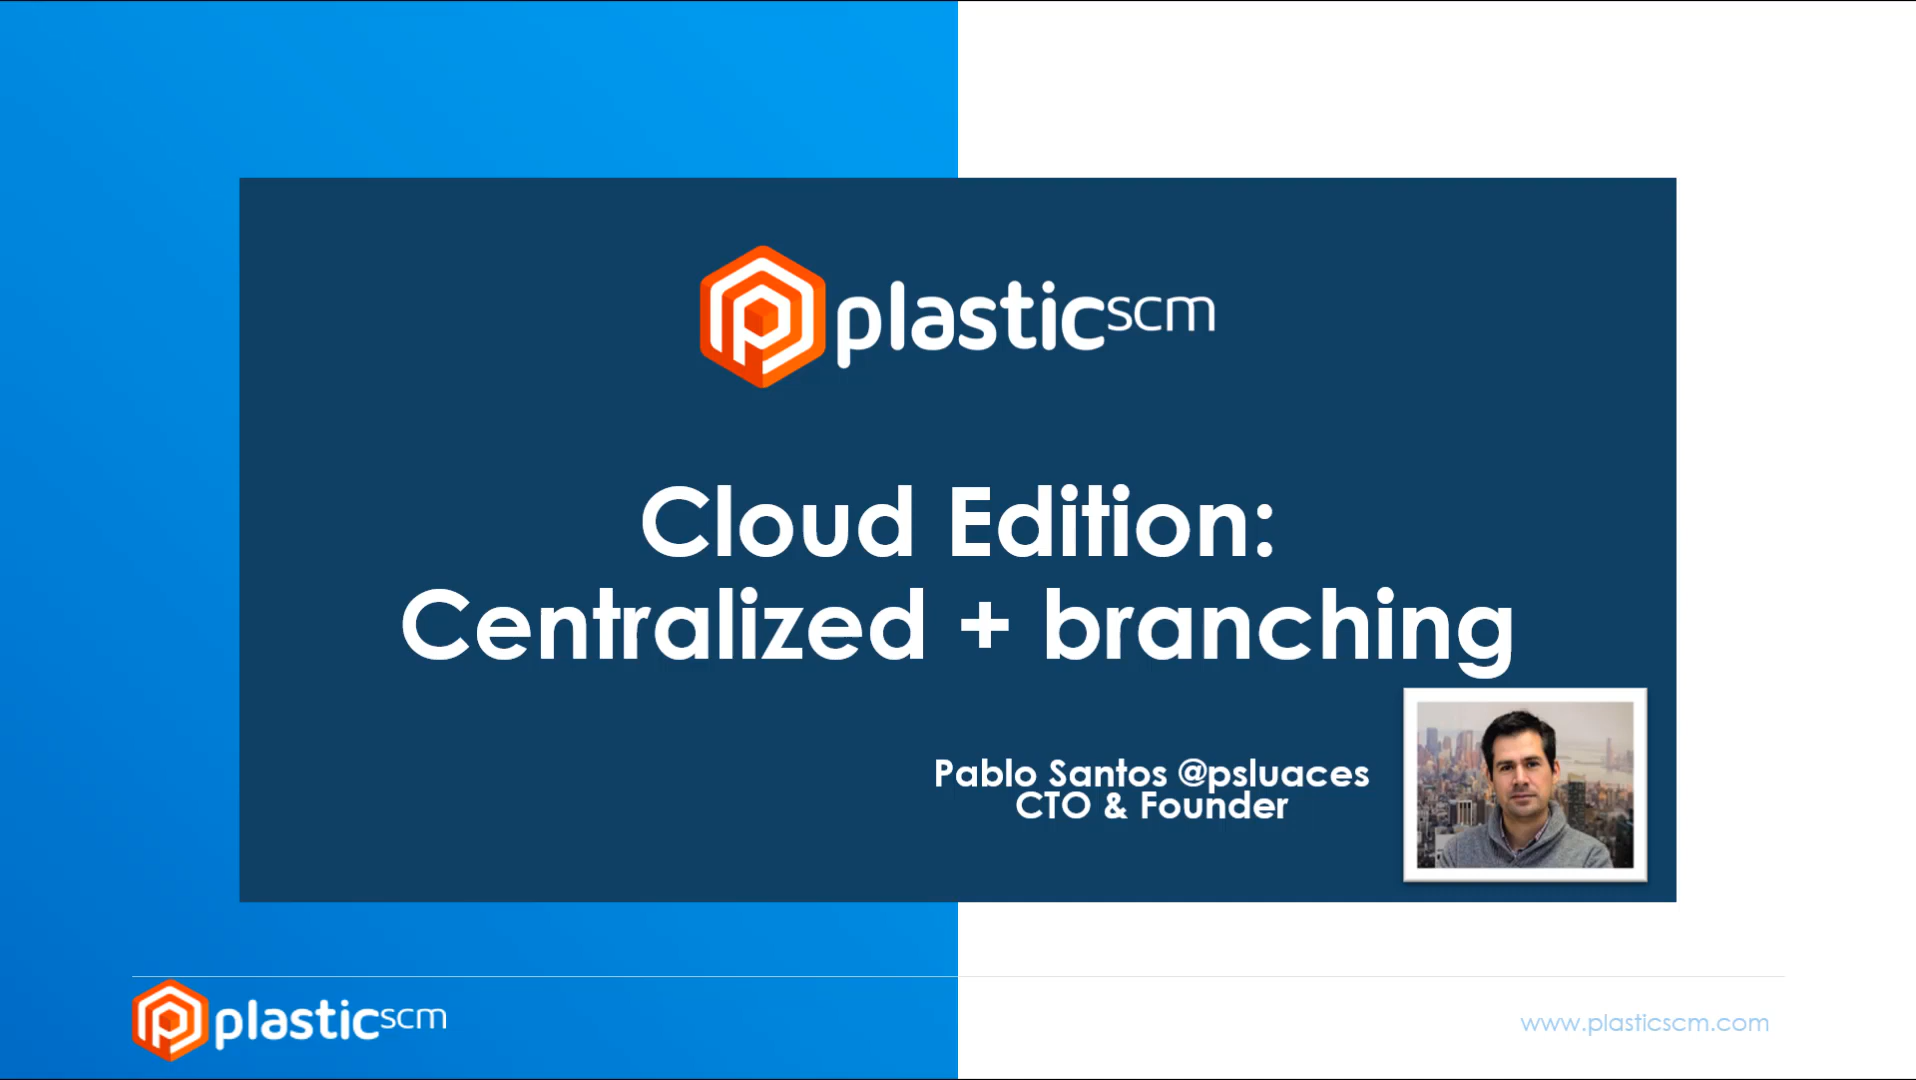 plasticscm
Cloud Edition:
Centralized + branching
Pablo Santos @psluaces
CTO & Founder
plasticscm
www.plasticscm.com